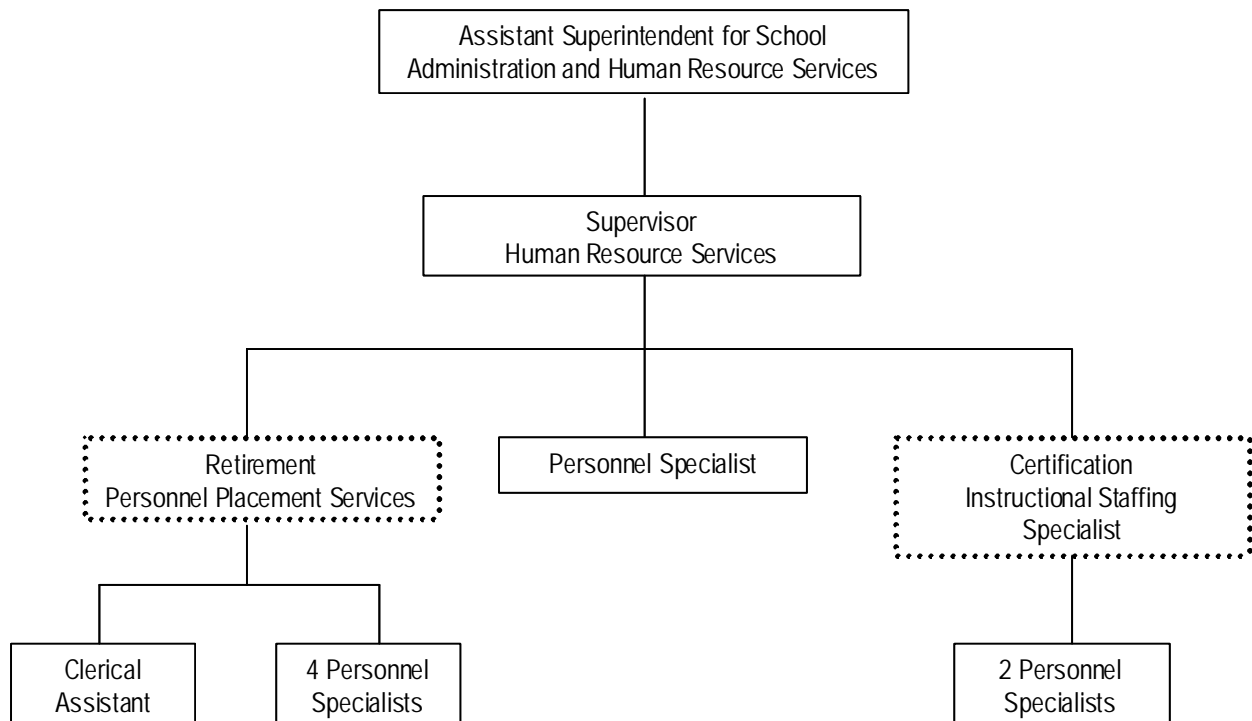 Assistant Superintendent for School
Administration and Human Resource Services
Supervisor
Human Resource Services
Retirement
Personnel Placement Services
Personnel Specialist
Certification
Instructional Staffing
Specialist
Clerical
Assistant
4 Personnel
Specialists
2 Personnel
Specialists